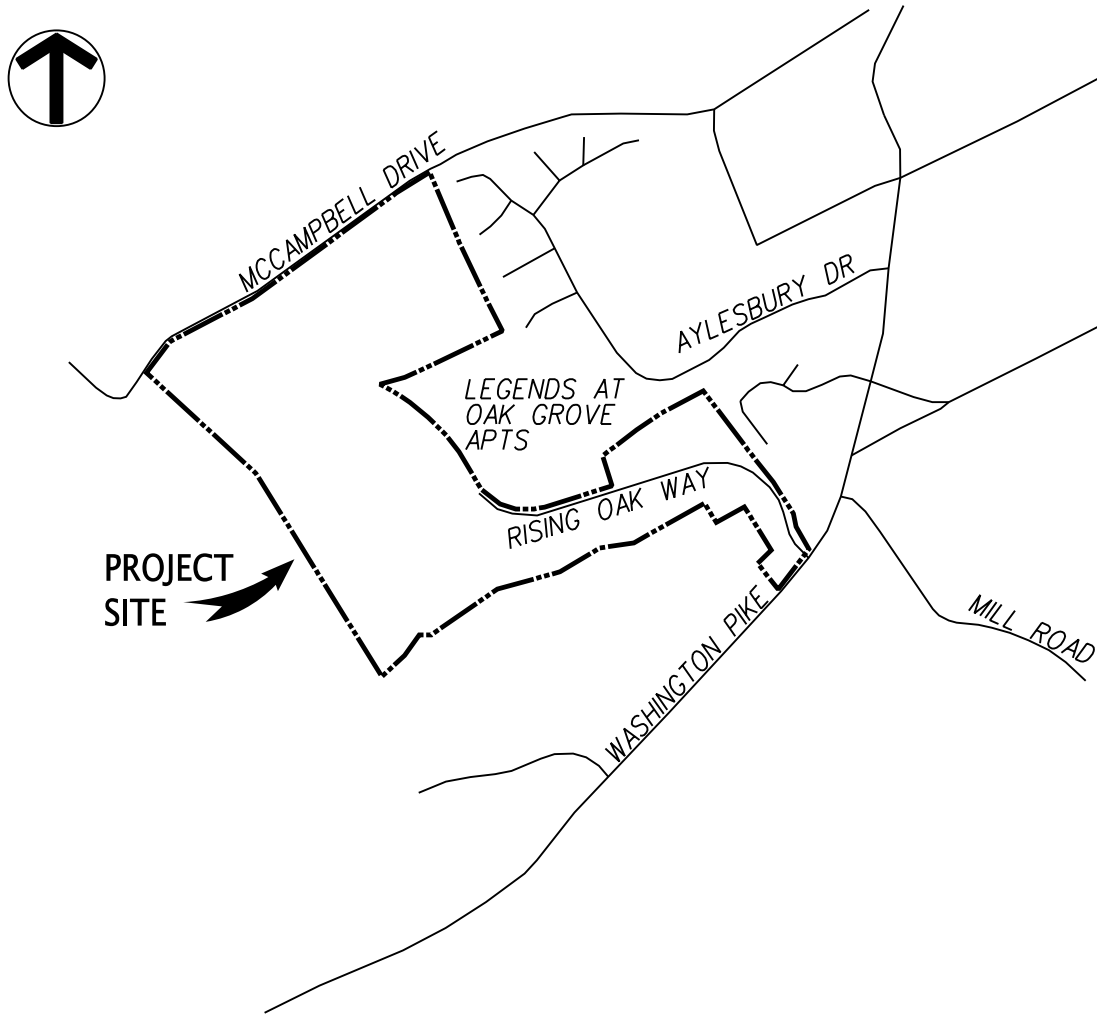 MCCAMPBELL DRIVE
AYLESBURY DR
LEGENDS AT
OAK GROVE
APTS
RISING OAK WAY
PROJECT
SITE
WASHINGTON PIKE
MILL ROAD